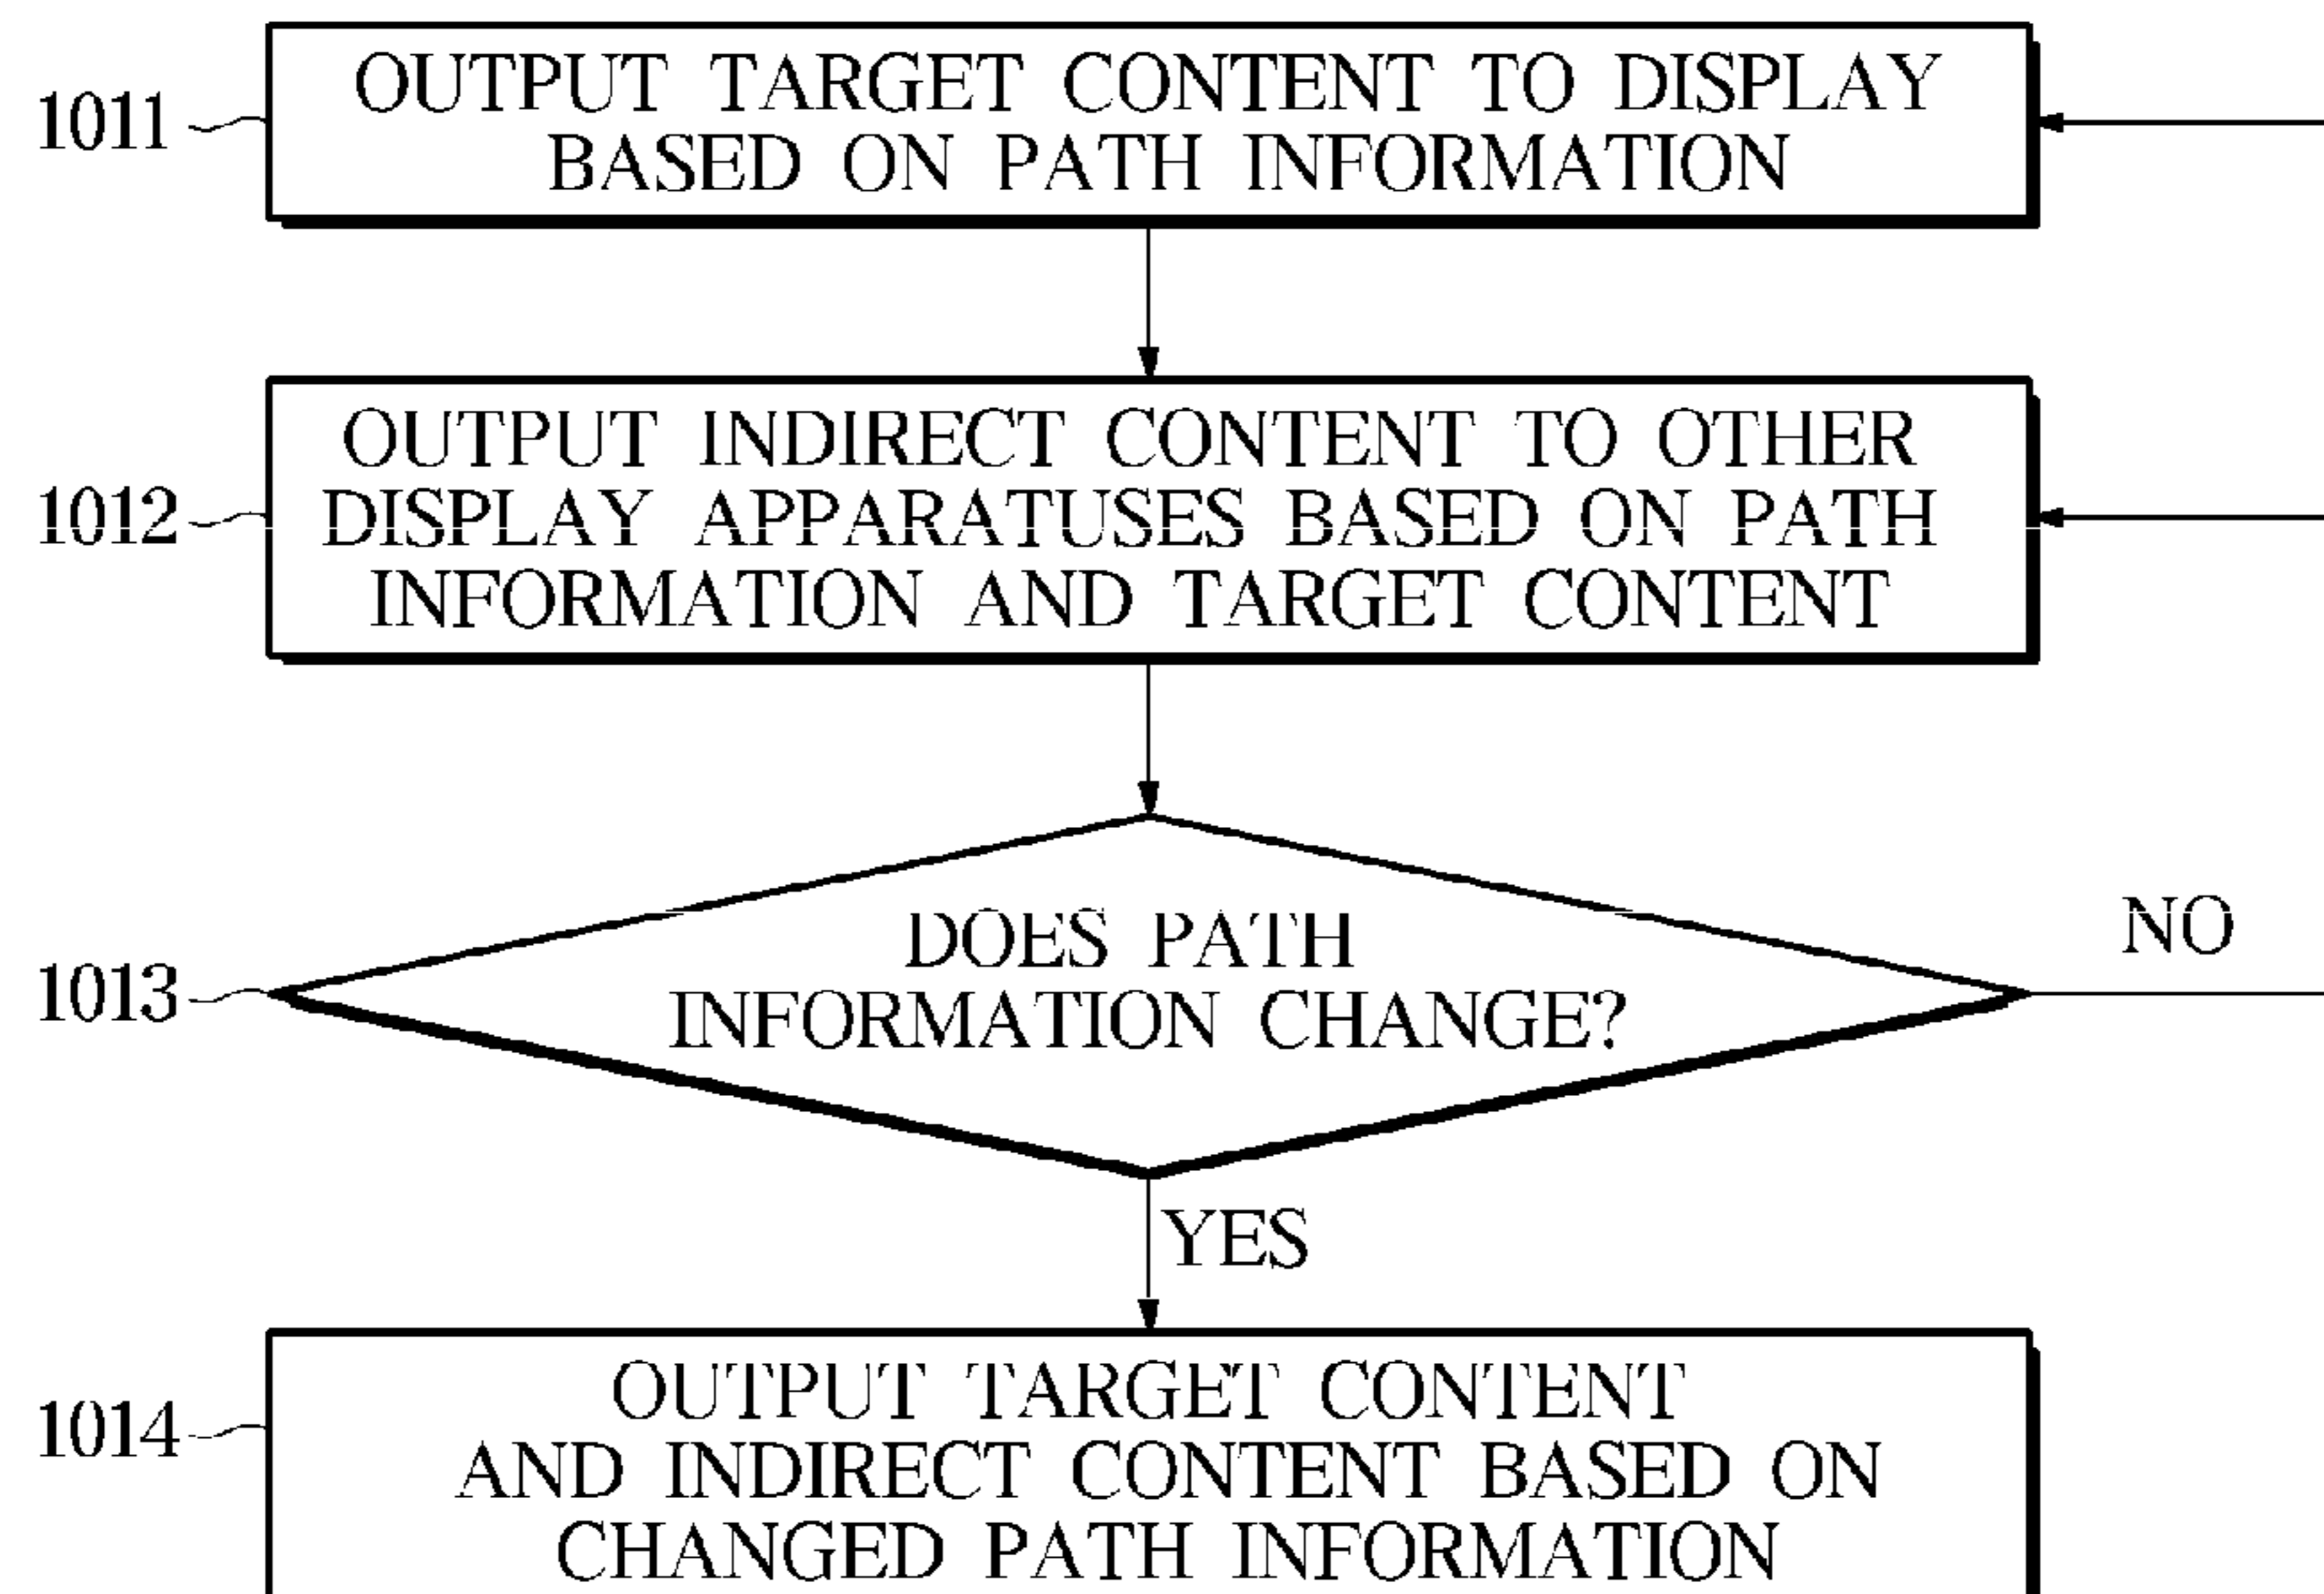 1011
OUTPUT TARGET CONTENT TO DISPLAY
BASED ON PATH INFORMATION
1012
OUTPUT INDIRECT CONTENT TO OTHER
DISPLAY APPARATUSES BASED ON PATH
INFORMATION AND TARGET CONTENT
1013
DOES PATH
INFORMATION CHANGE?
NO
YES
1014
OUTPUT TARGET CONTENT
AND INDIRECT CONTENT BASED ON
CHANGED PATH INFORMATION